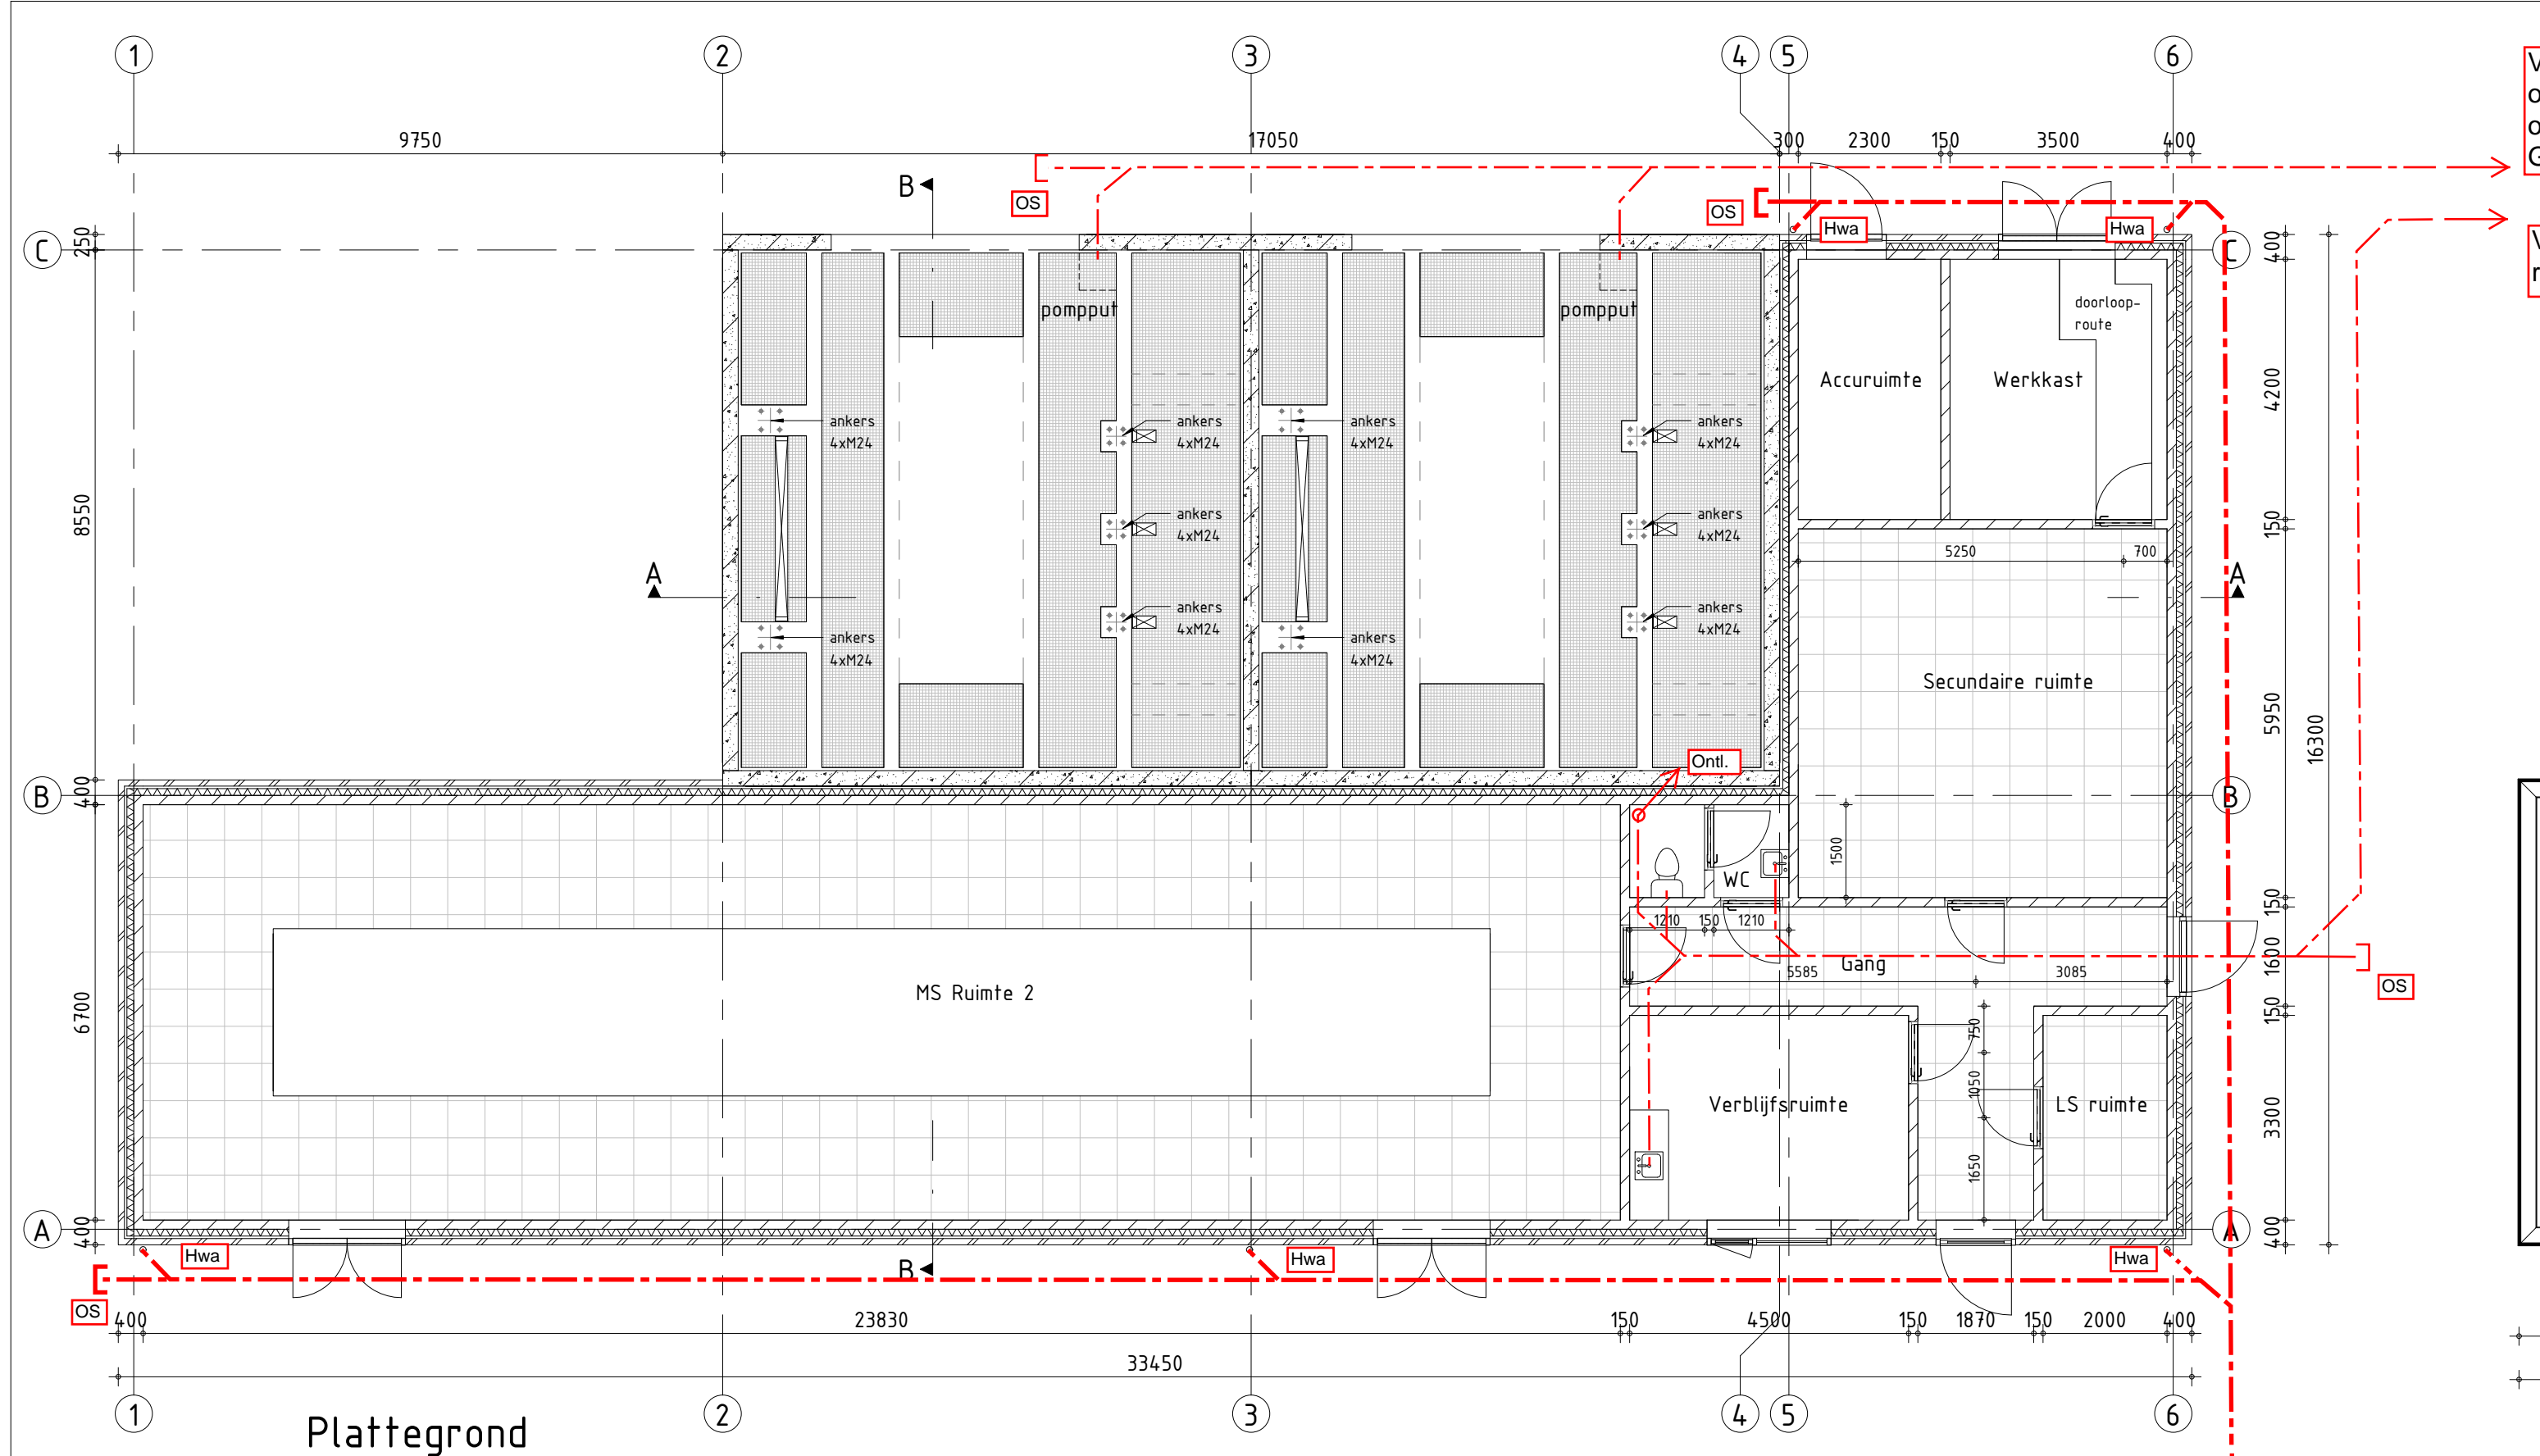 1 2 3 4 5 6
9750 17050 300 2300 150 3500 400
B
OS
OS
Hwa
Hwa
C
C
250
400
pompput
pompput
doorloop-
route
Accuruimte
Werkkast
4200
ankers
4xM24
ankers
4xM24
ankers
4xM24
ankers
4xM24
8550
ankers
4xM24
ankers
4xM24
150
5250 700
A
A
ankers
4xM24
ankers
4xM24
ankers
4xM24
ankers
4xM24
Secundaire ruimte
5950
16300
Ontl.
B
B
400
1500
WC
150
1210 150 1210
Gang
1600
5585 3085
OS
MS Ruimte 2
6700
150
750
1050
Verblijfsruimte
LS ruimte
3300
1650
A
A
400
400
Hwa
Hwa
Hwa
B
OS
400 23830 150 4500 150 1870 150 2000 400
33450
1 2 3 4 5 6
Plattegrond